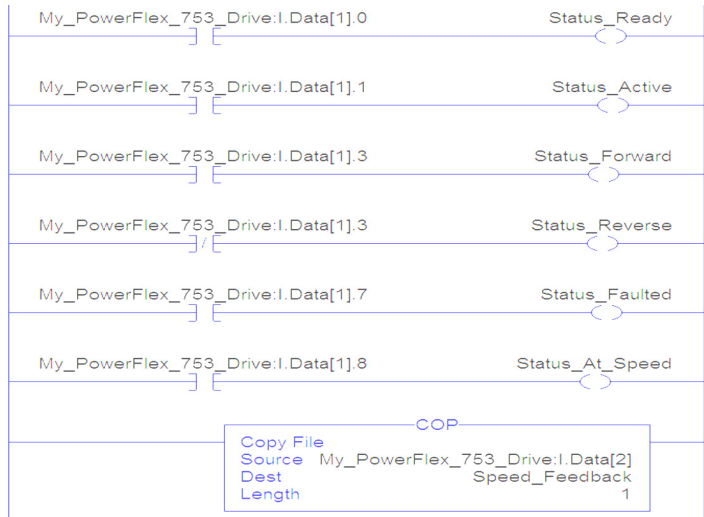 My_PowerFlex_753_Drive:I.Data[1].0 Status_Ready
My_PowerFlex_753_Drive:I.Data[1].1 Status_Active
My_PowerFlex_753_Drive:I.Data[1].3 Status_Forward
My_PowerFlex_753_Drive:I.Data[1].3 Status_Reverse
My_PowerFlex_753_Drive:I.Data[1].7 Status_Faulted
My_PowerFlex_753_Drive:I.Data[1].8 Status_At_Speed
COP
Copy File
Source My_PowerFlex_753_Drive:I.Data[2]
Dest Speed_Feedback
Length 1